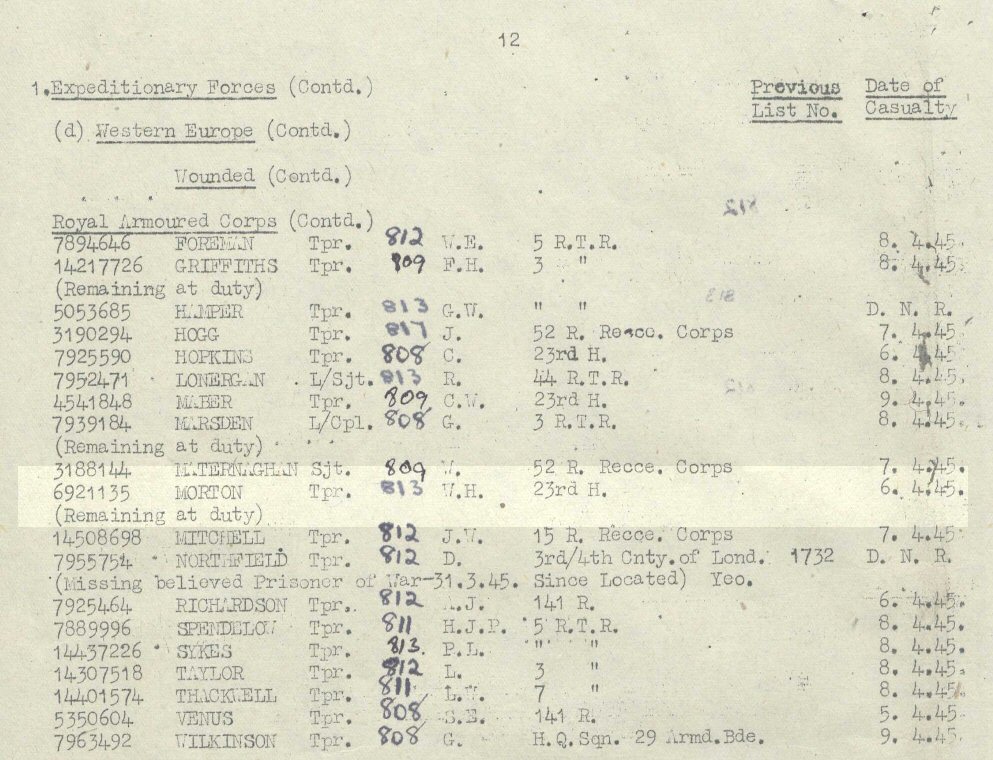 12
1. Expeditionary Forces (Contd.) Previous Date of
List No. Casualty
(d) Western Europe (Contd.)
Wounded (Contd.)
Royal Armoured Corps (Contd.)
7894646 FOREMAN Tpr. 812 W.E. 5 R.T.R. 8. 4.45.
14217726 GRIFFITHS Tpr. 809 F.H. 3 " 8. 4.45.
(Remaining at duty)
5053685 HAMPER Tpr. 813 G.W. " " D. N. R.
3190294 HOGG Tpr. 817 J. 52 R. Recce. Corps 7. 4.45.
7925590 HOPKINS Tpr. 808 C. 23rd H. 6. 4.45
7952471 LONERGAN L/Sjt. 813 R. 44 R.T.R. 8. 4.45.
4541848 MABER Tpr. 809 C.W. 23rd H. 9. 4.45.
7939184 MARSDEN L/Cpl. 808 G. 3 R.T.R. 8. 4.45.
(Remaining at duty)
3188144 MATERNAGHAN Sjt. 809 52 R. Recce. Corps 7. 4.45.
6921135 MORTON Tpr. 813 W.H. 23rd H. 6. 4.45.
(Remaining at duty)
14508698 MITCHELL Tpr. 812 J.W. 15 R. Recce. Corps 7. 4.45.
7955754 NORTHFIELD Tpr. 812 D. 3rd/4th Cnty. of Lond. 1732 D. N. R.
(Missing believed Prisoner of War-31.3.45. Since Located) Yeo.
7925464 RICHARDSON Tpr. 812 A.J. 141 R. 6. 4.45.
7889996 SPENDELOW Tpr. 811 H.J.P. 5 R.T.R. 8. 4.45.
14437226 SYKES Tpr. 813. P.L. " " 8. 4.45.
14307518 TAYLOR Tpr. 812 L. 3 " 8. 4.45.
14401574 THACKWELL Tpr. 811 L.W. 7 " 8. 4.45.
5350604 VENUS Tpr. 808 S.E. 141 R. 5. 4.45.
7963492 WILKINSON Tpr. 808 G. H.Q.Sqn. 29 Armd.Bde. 9. 4.45.